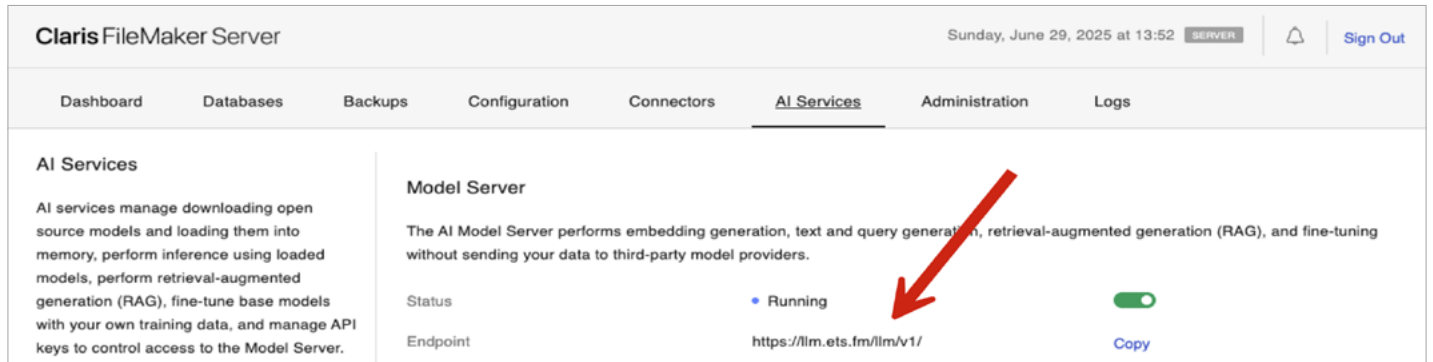 Claris FileMaker Server
Sunday, June 29, 2025 at 13:52 SERVER
Sign Out
Dashboard Databases Backups Configuration Connectors AI Services Administration Logs
AI Services
AI services manage downloading open
source models and loading them into
memory, perform inference using loaded
models, perform retrieval-augmented
generation (RAG), fine-tune base models
with your own training data, and manage API
keys to control access to the Model Server.
Model Server
The AI Model Server performs embedding generation, text and query generation, retrieval-augmented generation (RAG), and fine-tuning
without sending your data to third-party model providers.
Status Running
Endpoint https://llm.ets.fm/llm/v1/ Copy